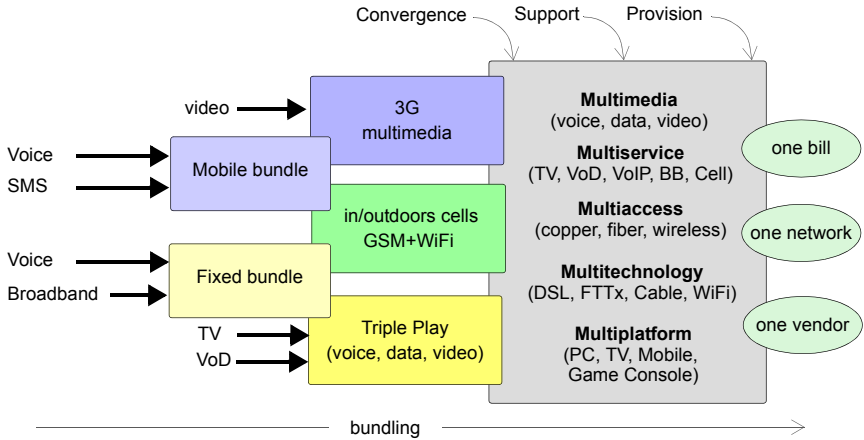 Convergence
Support
Provision
video
3G
multimedia
Voice
SMS
Mobile bundle
in/outdoors cells
GSM+WiFi
Voice
Broadband
Fixed bundle
TV
VoD
Triple Play
(voice, data, video)
Multimedia
(voice, data, video)
Multiservice
(TV, VoD, VoIP, BB, Cell)
Multiaccess
(copper, fiber, wireless)
Multitechnology
(DSL, FTTx, Cable, WiFi)
Multiplatform
(PC, TV, Mobile,
Game Console)
one bill
one network
one vendor
bundling